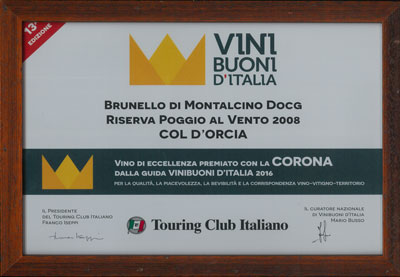 13ª
EDIZIONE
VINI
BUONI
D'ITALIA
BRUNELLO DI MONTALCINO DOCG
RISERVA POGGIO AL VENTO 2008
COL D'ORCIA
VINO DI ECCELLENZA PREMIATO CON LA CORONA
DALLA GUIDA VINIBUONI D'ITALIA 2016
PER LA QUALITÀ, LA PIACEVOLEZZA, LA BEVIBILITÀ E LA CORRISPONDENZA VINO-VITIGNO-TERRITORIO
IL PRESIDENTE
DEL TOURING CLUB ITALIANO
FRANCO ISEPPI
Touring Club Italiano
IL CURATORE NAZIONALE
DI VINIBUONI D'ITALIA
MARIO BUSSO